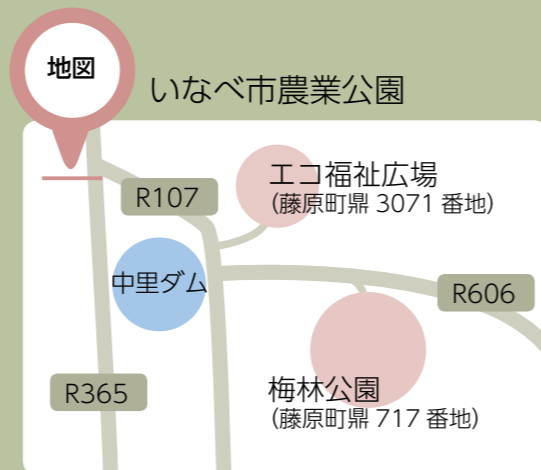 地図
いなべ市農業公園
エコ福祉広場
(藤原町鼎 3071 番地)
R107
中里ダム
R606
R365
梅林公園
(藤原町鼎 717 番地)